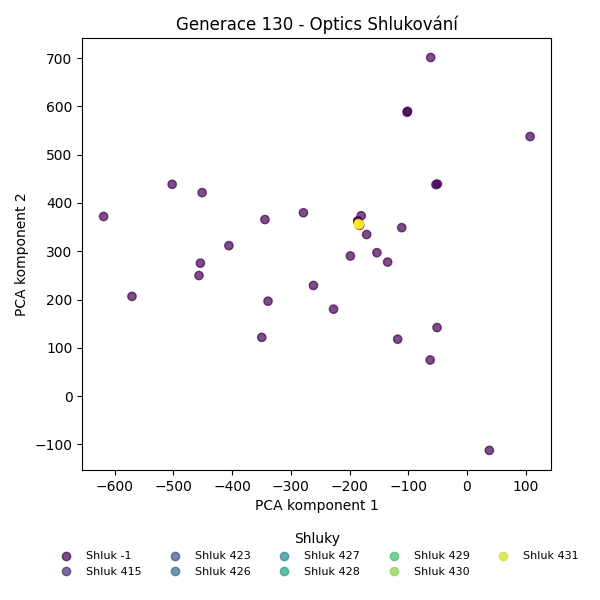 Generace 130 - Optics Shlukování
PCA komponent 2
700
600
500
400
300
200
100
0
−100
−600 −500 −400 −300 −200 −100 0 100
PCA komponent 1
Shluky
Shluk -1 Shluk 423 Shluk 427 Shluk 429 Shluk 431
Shluk 415 Shluk 426 Shluk 428 Shluk 430